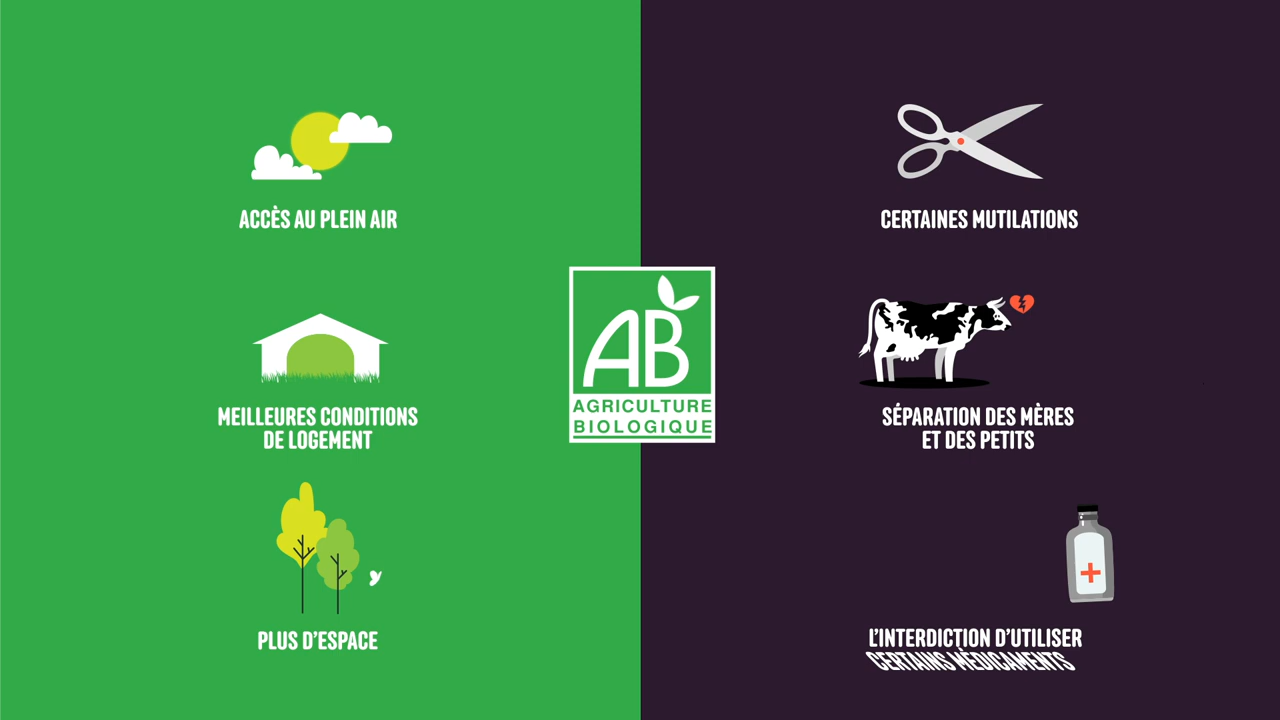 ACCÈS AU PLEIN AIR
MEILLEURES CONDITIONS
DE LOGEMENT
PLUS D'ESPACE
AB
AGRICULTURE
BIOLOGIQUE
CERTAINES MUTILATIONS
SÉPARATION DES MÈRES
ET DES PETITS
L'INTERDICTION D'UTILISER
CERTAINS MÉDICAMENTS